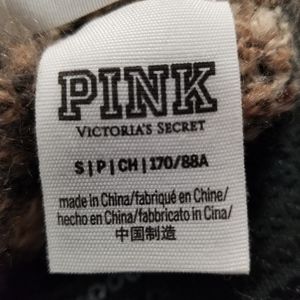 PINK
VICTORIA'S SECRET
S|P|CH|170/88A
made in China/fabriqué en Chine/
hecho en China/fabbricato in Cina/
中国制造